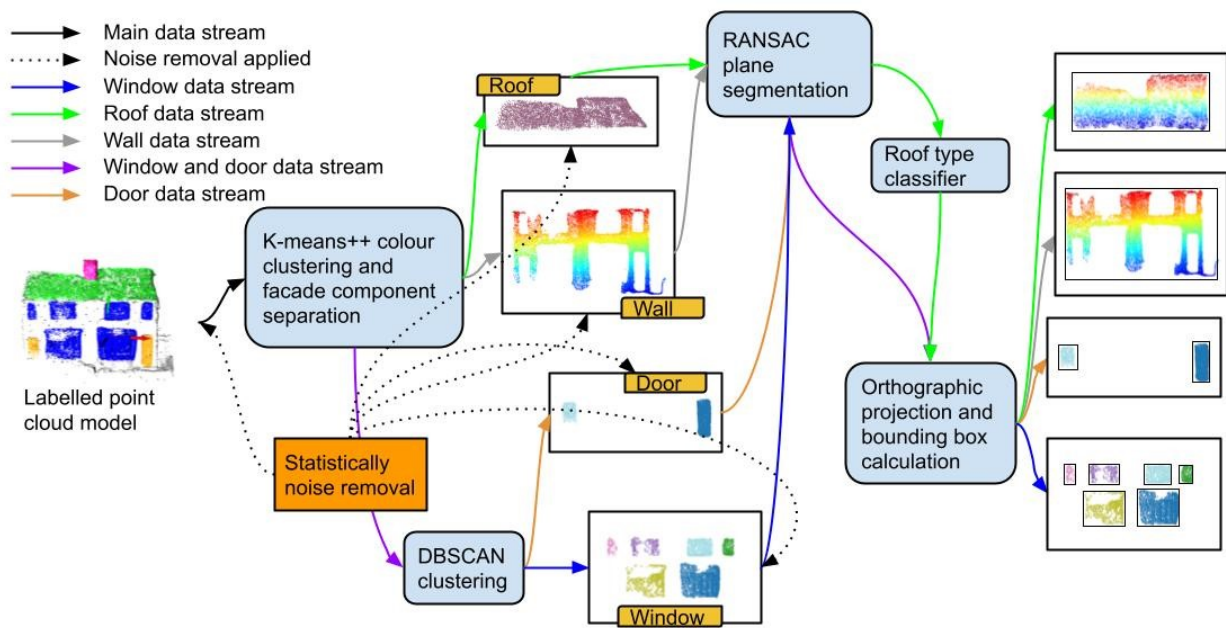 Main data stream
Noise removal applied
Window data stream
Roof data stream
Wall data stream
Window and door data stream
Door data stream
Labelled point
cloud model
K-means++ colour
clustering and
facade component
separation
Statistically
noise removal
DBSCAN
clustering
Roof
Wall
Door
Window
RANSAC
plane
segmentation
Roof type
classifier
Orthographic
projection and
bounding box
calculation